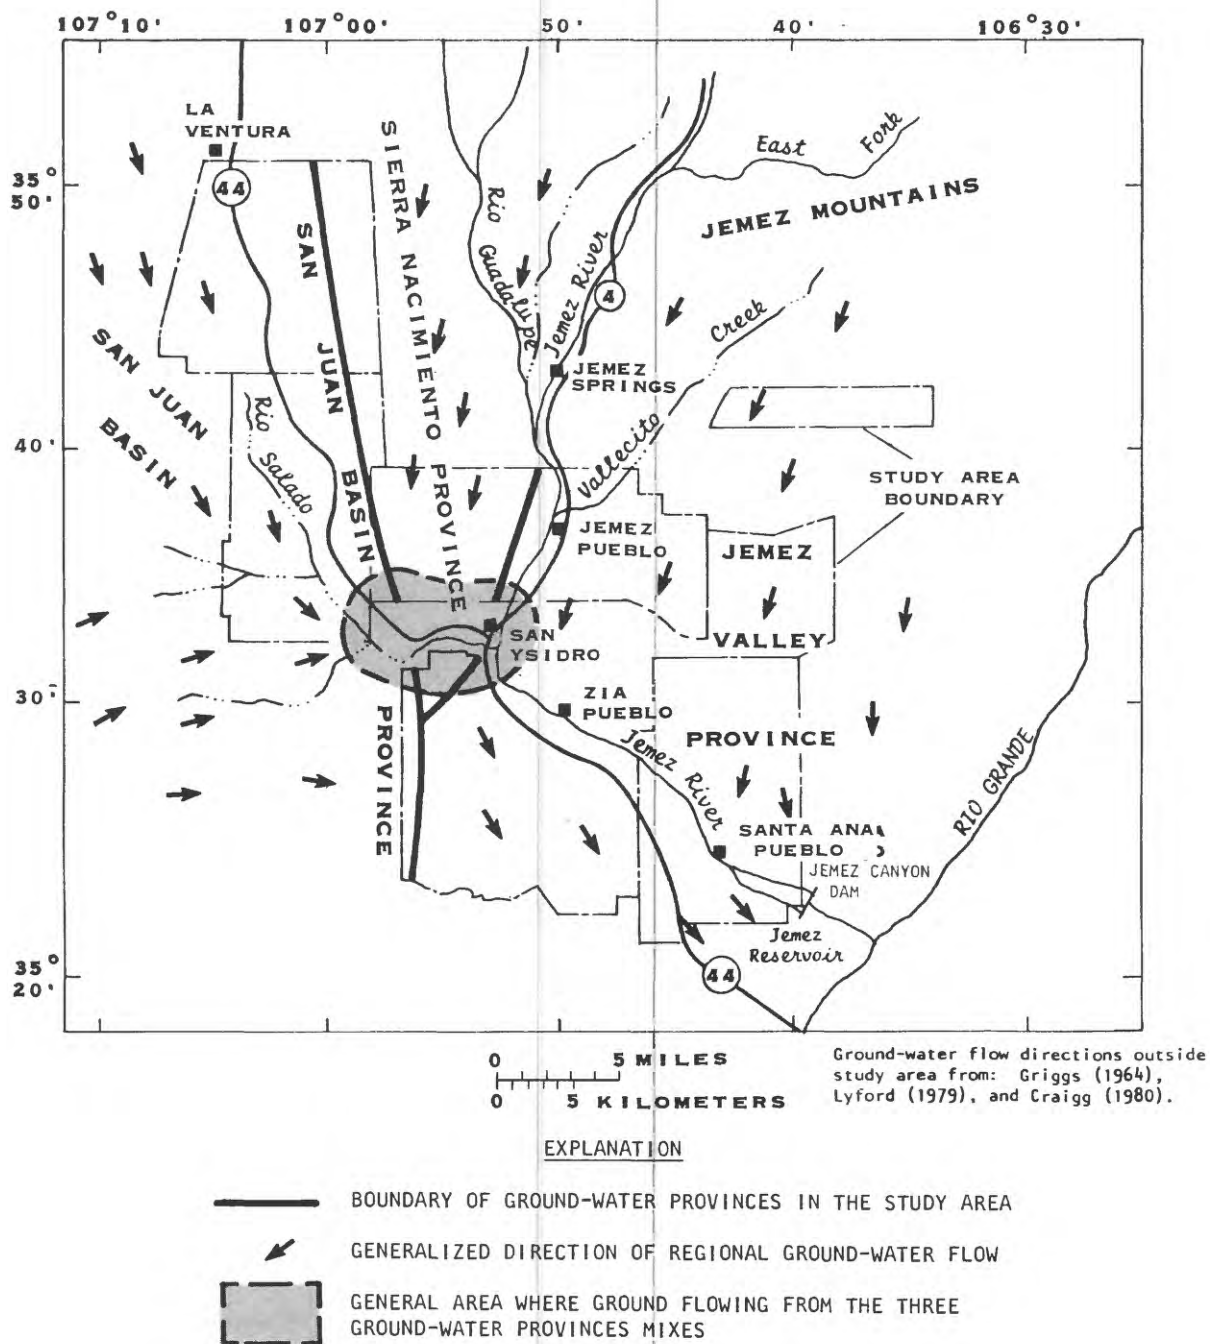 107°10' 107°00' 50' 40' 106°30'
LA
VENTURA
East Fork
35°
50'
44
JEMEZ MOUNTAINS
SIERRA NACIMIENTO PROVINCE
Rio Guadalupe
Jemez River
4
Creek
SAN JUAN BASIN
SAN JUAN
BASIN
JEMEZ
SPRINGS
Rio Salado
Vallecito
40'
STUDY AREA
BOUNDARY
JEMEZ
PUEBLO
JEMEZ
VALLEY
SAN
YSIDRO
30'
ZIA
PUEBLO
PROVINCE
PROVINCE
Jemez River
RIO GRANDE
SANTA ANA
PUEBLO
JEMEZ CANYON
DAM
Jemez
Reservoir
35°
20'
44
0 5 MILES
0 5 KILOMETERS
Ground-water flow directions outside
study area from: Griggs (1964),
Lyford (1979), and Craigg (1980).
EXPLANATION
BOUNDARY OF GROUND-WATER PROVINCES IN THE STUDY AREA
GENERALIZED DIRECTION OF REGIONAL GROUND-WATER FLOW
GENERAL AREA WHERE GROUND FLOWING FROM THE THREE
GROUND-WATER PROVINCES MIXES